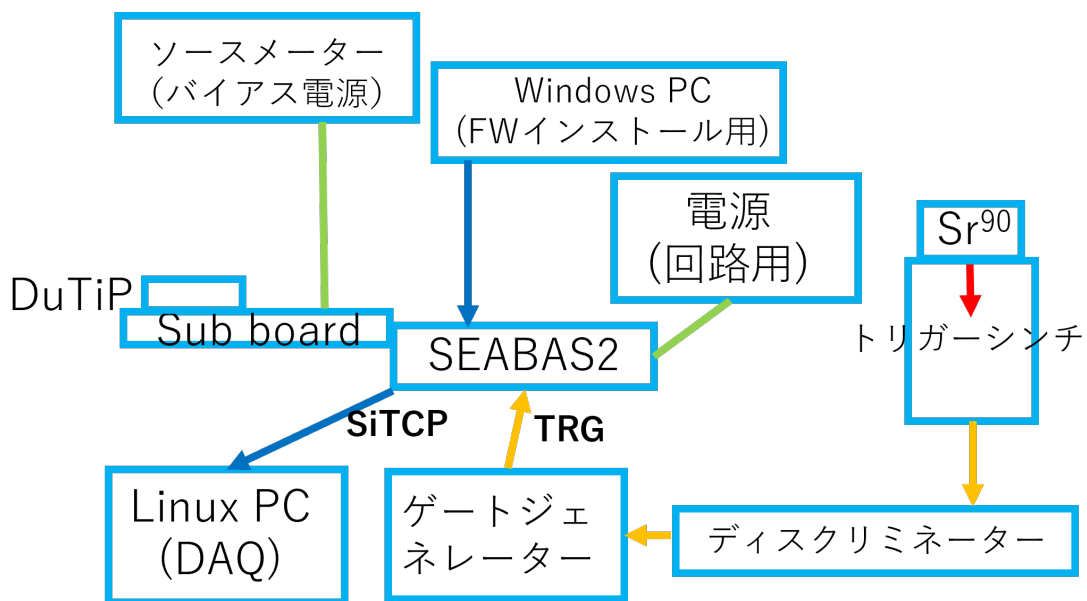 ソースメーター
(バイアス電源)
Windows PC
(FWインストール用)
電源
(回路用)
Sr90
DuTiP
Sub board
トリガーシンチ
SEABAS2
SiTCP
TRG
Linux PC
(DAQ)
ゲートジェ
ネレーター
ディスクリミネーター